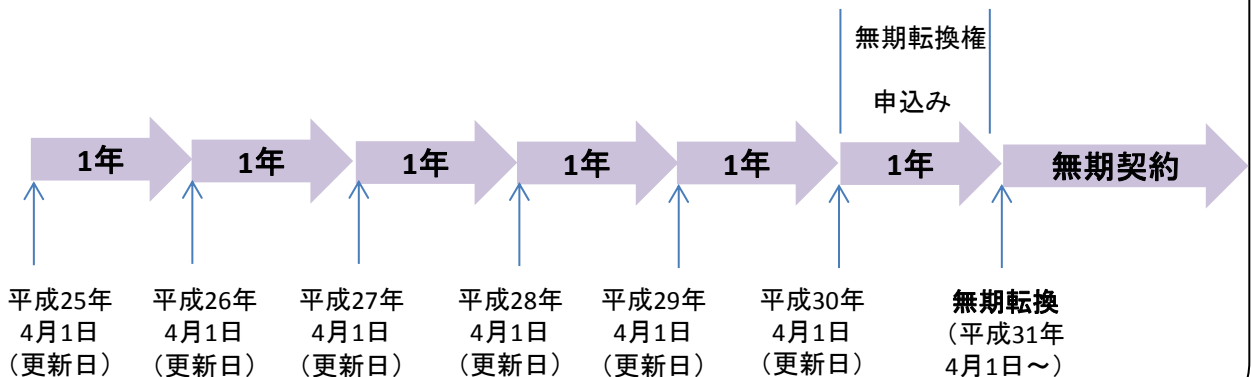 無期転換権
申込み
1年
1年
1年
1年
1年
1年
無期契約
平成25年
4月1日
（更新日）
平成26年
4月1日
（更新日）
平成27年
4月1日
（更新日）
平成28年
4月1日
（更新日）
平成29年
4月1日
（更新日）
平成30年
4月1日
（更新日）
無期転換
（平成31年
4月1日～）